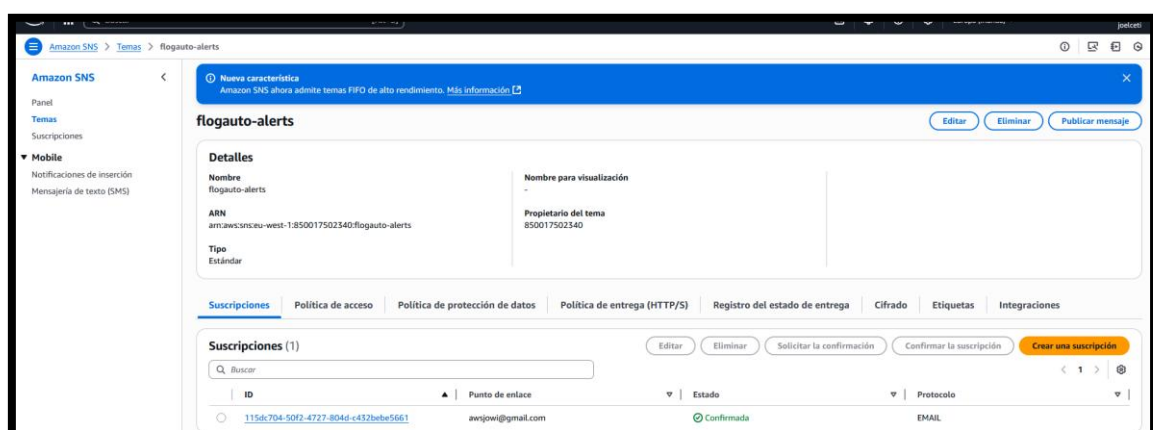 joelceti
Amazon SNS > Temas > flogauto-alerts
Amazon SNS
Panel
Temas
Suscripciones
Mobile
Notificaciones de inserción
Mensajería de texto (SMS)
Nueva característica
Amazon SNS ahora admite temas FIFO de alto rendimiento. Más información
flogauto-alerts
Editar Eliminar Publicar mensaje
Detalles
Nombre
flogauto-alerts
Nombre para visualización
-
ARN
arn:aws:sns:eu-west-1:850017502340:flogauto-alerts
Propietario del tema
850017502340
Tipo
Estándar
Suscripciones Política de acceso Política de protección de datos Política de entrega (HTTP/S) Registro del estado de entrega Cifrado Etiquetas Integraciones
Suscripciones (1)
Editar Eliminar Solicitar la confirmación Confirmar la suscripción Crear una suscripción
Buscar
1
ID Punto de enlace Estado Protocolo
115dc704-50f2-4727-804d-c432bebe5661 awsjowi@gmail.com Confirmada EMAIL